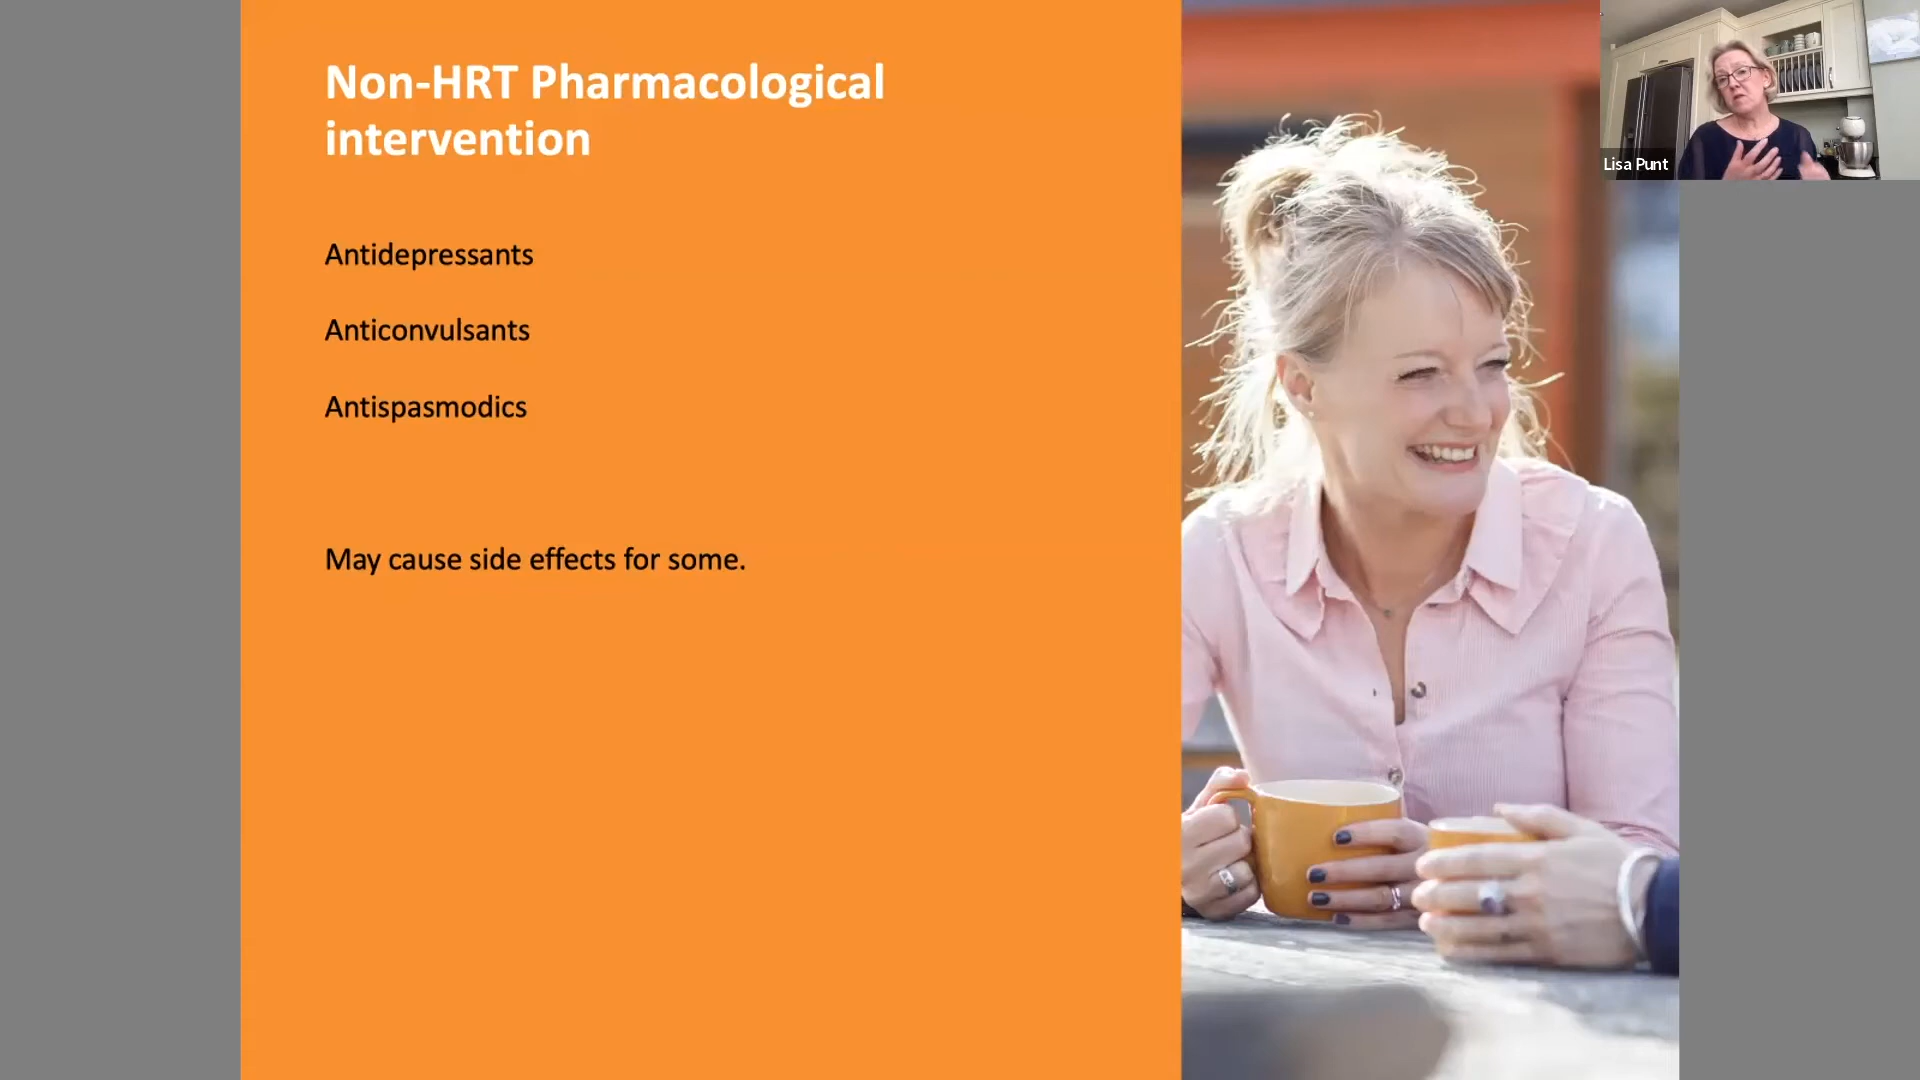 Non-HRT Pharmacological
intervention
Antidepressants
Anticonvulsants
Antispasmodics
May cause side effects for some.
Lisa Punt